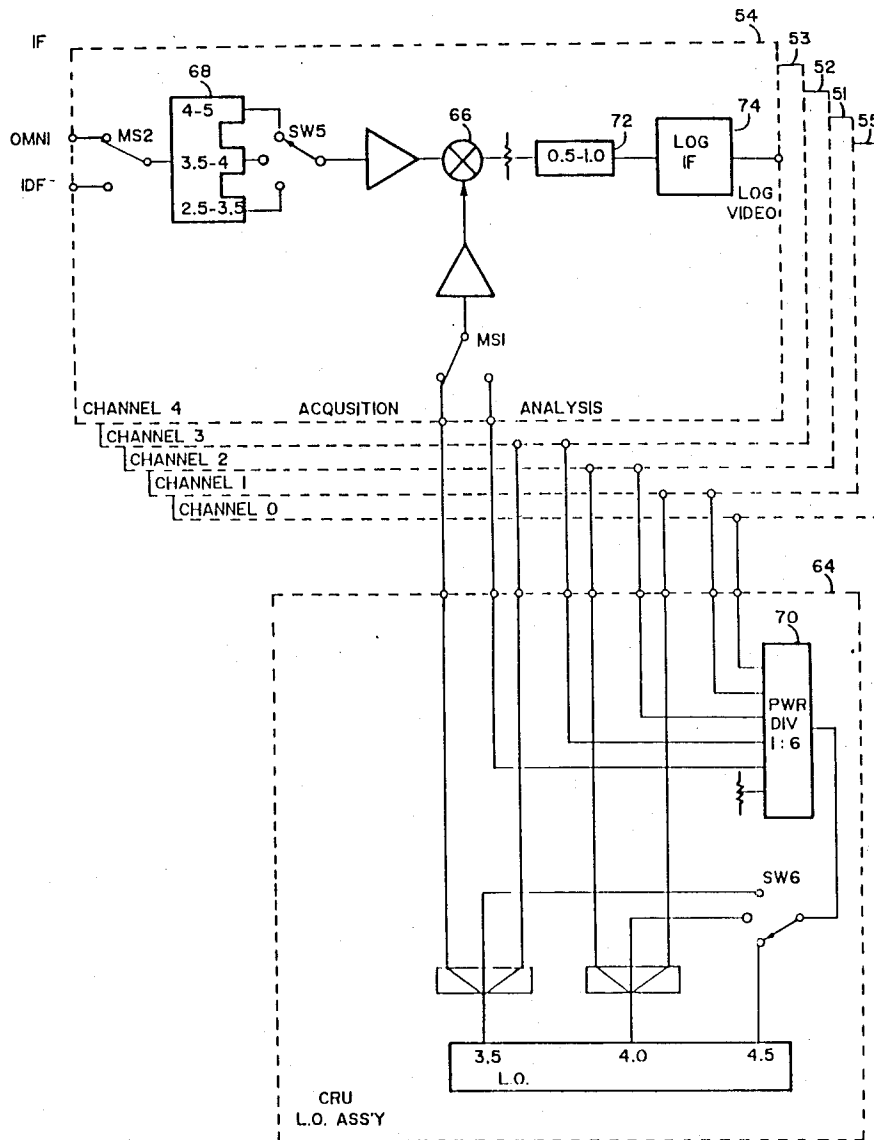 IF
54
53
52
51
55
68
4-5
3.5-4
2.5-3.5
OMNI
MS2
IDF
SW5
66
72
0.5-1.0
74
LOG
IF
LOG
VIDEO
MS1
CHANNEL 4
ACQUSITION
ANALYSIS
CHANNEL 3
CHANNEL 2
CHANNEL 1
CHANNEL 0
64
70
PWR
DIV
1:6
SW6
3.5
4.0
4.5
L.O.
CRU
L.O. ASS'Y